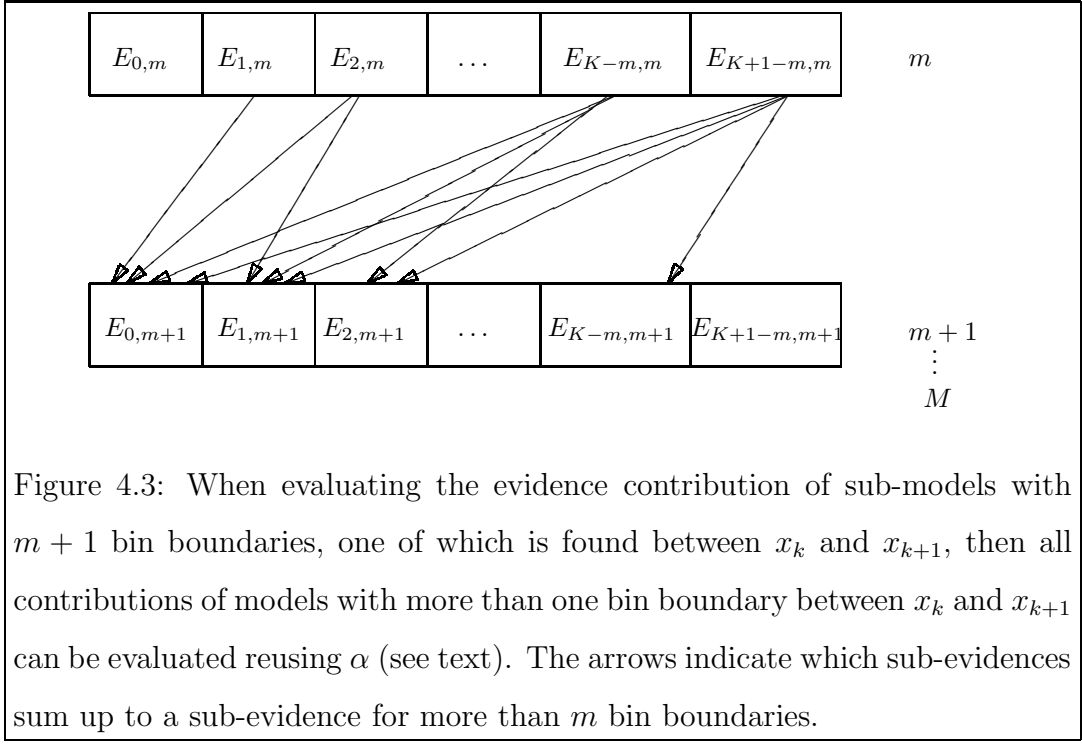 E_{0,m} E_{1,m} E_{2,m} … E_{K−m,m} E_{K+1−m,m} m
E_{0,m+1} E_{1,m+1} E_{2,m+1} … E_{K−m,m+1} E_{K+1−m,m+1} m + 1
⋮
M
Figure 4.3: When evaluating the evidence contribution of sub-models with
m + 1 bin boundaries, one of which is found between x_k and x_{k+1}, then all
contributions of models with more than one bin boundary between x_k and x_{k+1}
can be evaluated reusing α (see text). The arrows indicate which sub-evidences
sum up to a sub-evidence for more than m bin boundaries.